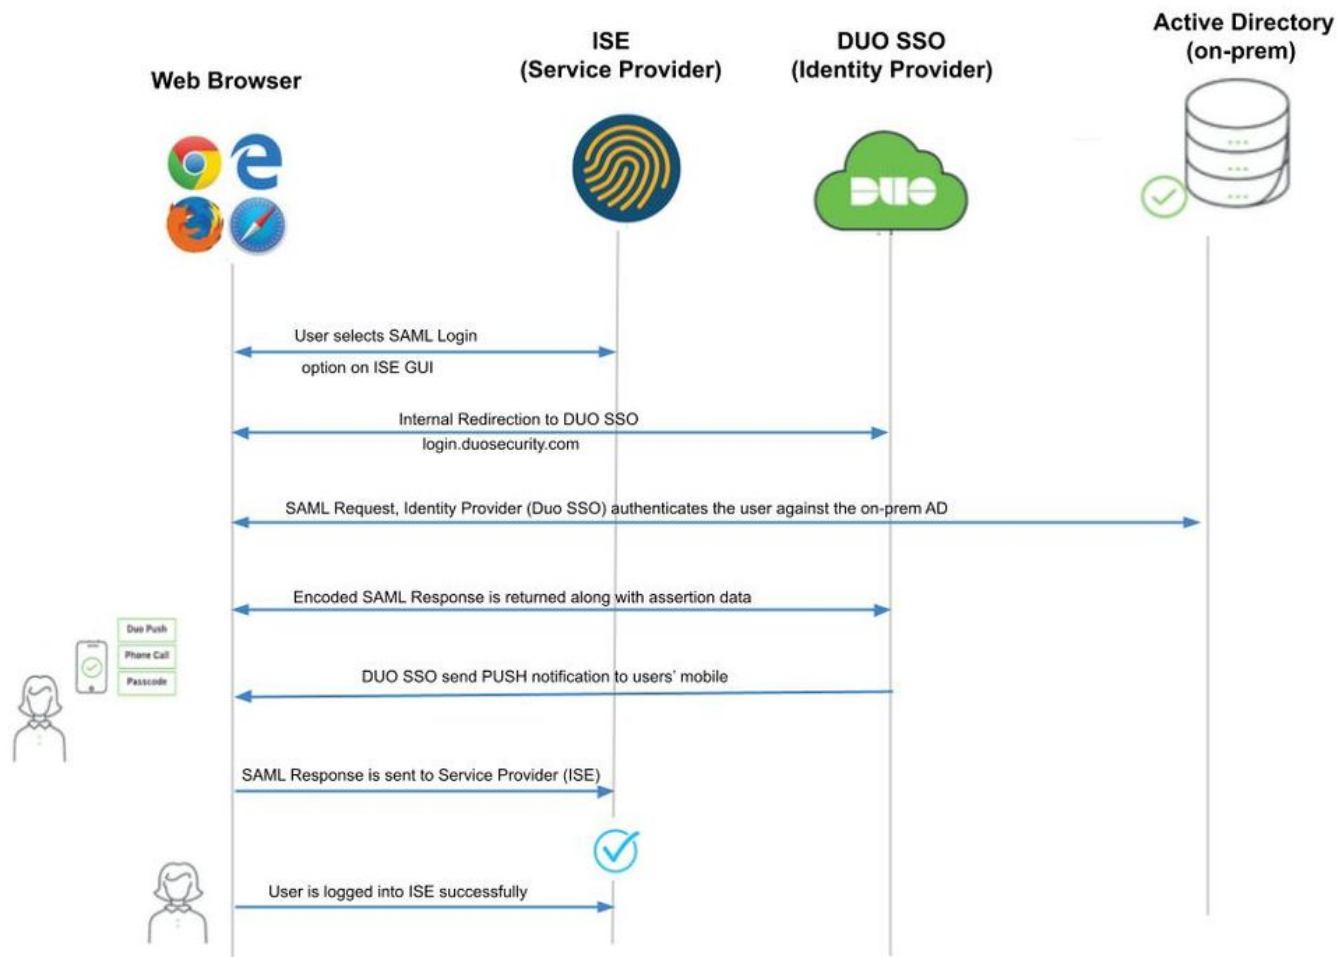 Active Directory
(on-prem)
ISE
(Service Provider)
DUO SSO
(Identity Provider)
Web Browser
DUO
User selects SAML Login
option on ISE GUI
Internal Redirection to DUO SSO
login.duosecurity.com
SAML Request, Identity Provider (Duo SSO) authenticates the user against the on-prem AD
Encoded SAML Response is returned along with assertion data
Duo Push
Phone Call
Passcode
DUO SSO send PUSH notification to users' mobile
SAML Response is sent to Service Provider (ISE)
User is logged into ISE successfully